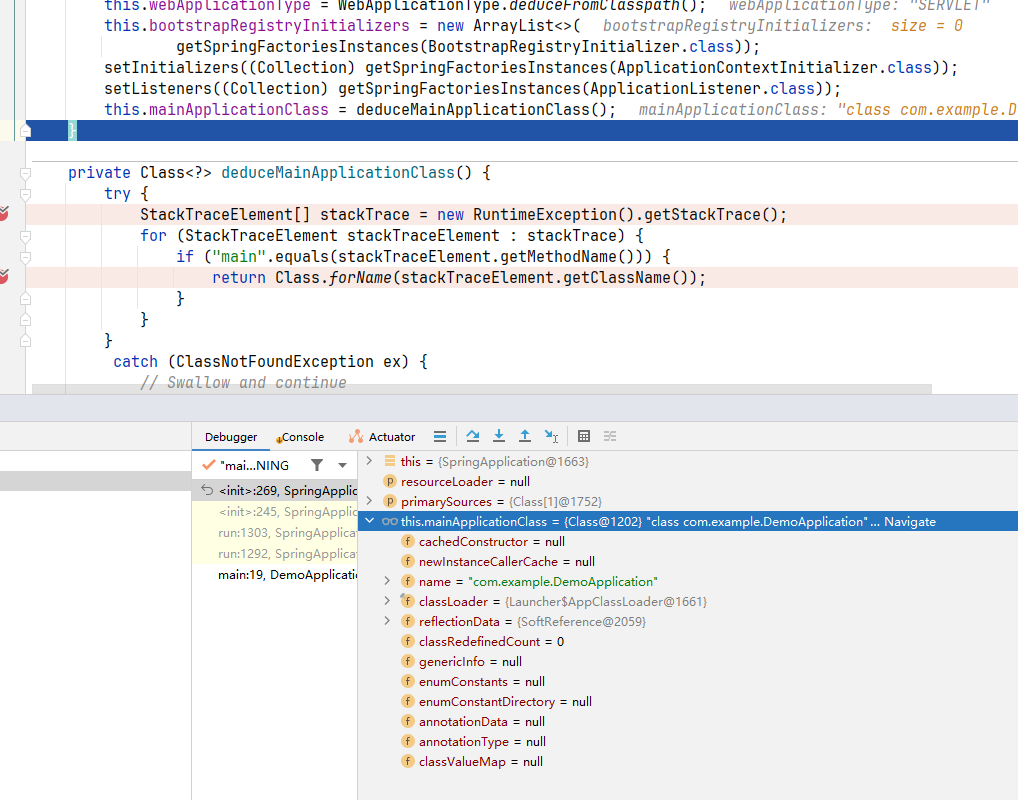 this.webApplicationType = WebApplicationType.deduceFromClasspath(); webApplicationType: "SERVLET"
this.bootstrapRegistryInitializers = new ArrayList<>( bootstrapRegistryInitializers: size = 0
getSpringFactoriesInstances(BootstrapRegistryInitializer.class));
setInitializers((Collection) getSpringFactoriesInstances(ApplicationContextInitializer.class));
setListeners((Collection) getSpringFactoriesInstances(ApplicationListener.class));
this.mainApplicationClass = deduceMainApplicationClass(); mainApplicationClass: "class com.example.D
}
private Class<?> deduceMainApplicationClass() {
try {
StackTraceElement[] stackTrace = new RuntimeException().getStackTrace();
for (StackTraceElement stackTraceElement : stackTrace) {
if ("main".equals(stackTraceElement.getMethodName())) {
return Class.forName(stackTraceElement.getClassName());
}
}
}
catch (ClassNotFoundException ex) {
// Swallow and continue
Debugger Console Actuator
"mai...NING
<init>:269, SpringApplic
<init>:245, SpringApplic
run:1303, SpringApplica
run:1292, SpringApplica
main:19, DemoApplicatio
this = {SpringApplication@1663}
resourceLoader = null
primarySources = {Class[1]@1752}
this.mainApplicationClass = {Class@1202} "class com.example.DemoApplication"... Navigate
cachedConstructor = null
newInstanceCallerCache = null
name = "com.example.DemoApplication"
classLoader = {Launcher$AppClassLoader@1661}
reflectionData = {SoftReference@2059}
classRedefinedCount = 0
genericInfo = null
enumConstants = null
enumConstantDirectory = null
annotationData = null
annotationType = null
classValueMap = null